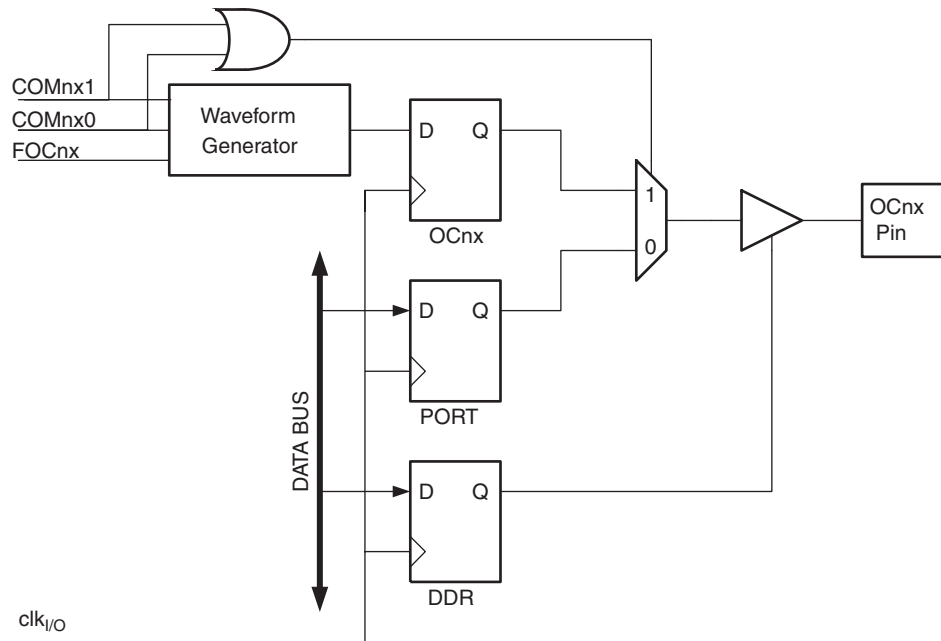 COMnx1
COMnx0
FOCnx
Waveform
Generator
D Q
OCnx
1
0
OCnx
Pin
D Q
PORT
DATA BUS
D Q
DDR
clkI/O